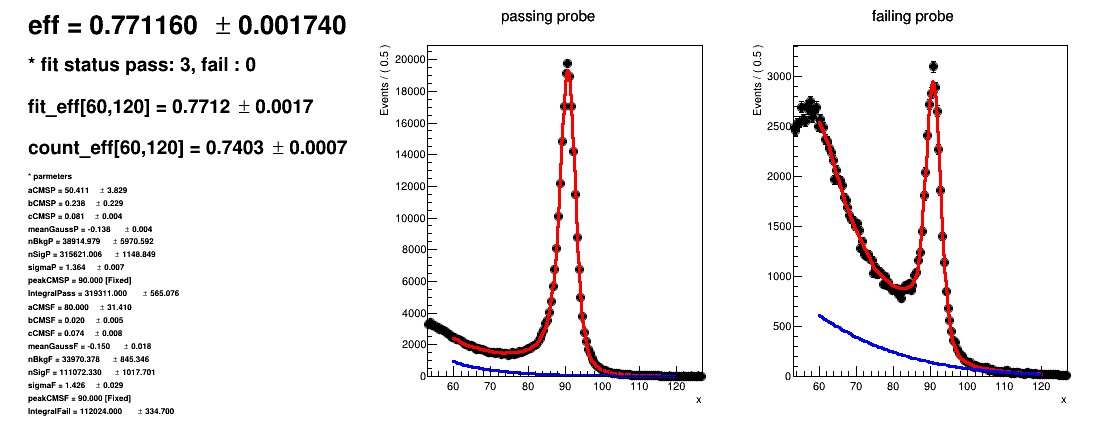 eff = 0.771160 ± 0.001740
* fit status pass: 3, fail : 0
fit_eff[60,120] = 0.7712 ± 0.0017
count_eff[60,120] = 0.7403 ± 0.0007
* parmeters
aCMSP = 50.411 ± 3.829
bCMSP = 0.238 ± 0.229
cCMSP = 0.081 ± 0.004
meanGaussP = -0.138 ± 0.004
nBkgP = 38914.979 ± 5970.592
nSigP = 315621.006 ± 1148.849
sigmaP = 1.364 ± 0.007
peakCMSP = 90.000 [Fixed]
IntegralPass = 319311.000 ± 565.076
aCMSF = 80.000 ± 31.410
bCMSF = 0.020 ± 0.005
cCMSF = 0.074 ± 0.008
meanGaussF = -0.150 ± 0.018
nBkgF = 33970.378 ± 845.346
nSigF = 111072.330 ± 1017.701
sigmaF = 1.426 ± 0.029
peakCMSF = 90.000 [Fixed]
IntegralFail = 112024.000 ± 334.700
passing probe
Events / ( 0.5 )
20000
18000
16000
14000
12000
10000
8000
6000
4000
2000
0
60 70 80 90 100 110 120
x
failing probe
Events / ( 0.5 )
3000
2500
2000
1500
1000
500
0
60 70 80 90 100 110 120
x